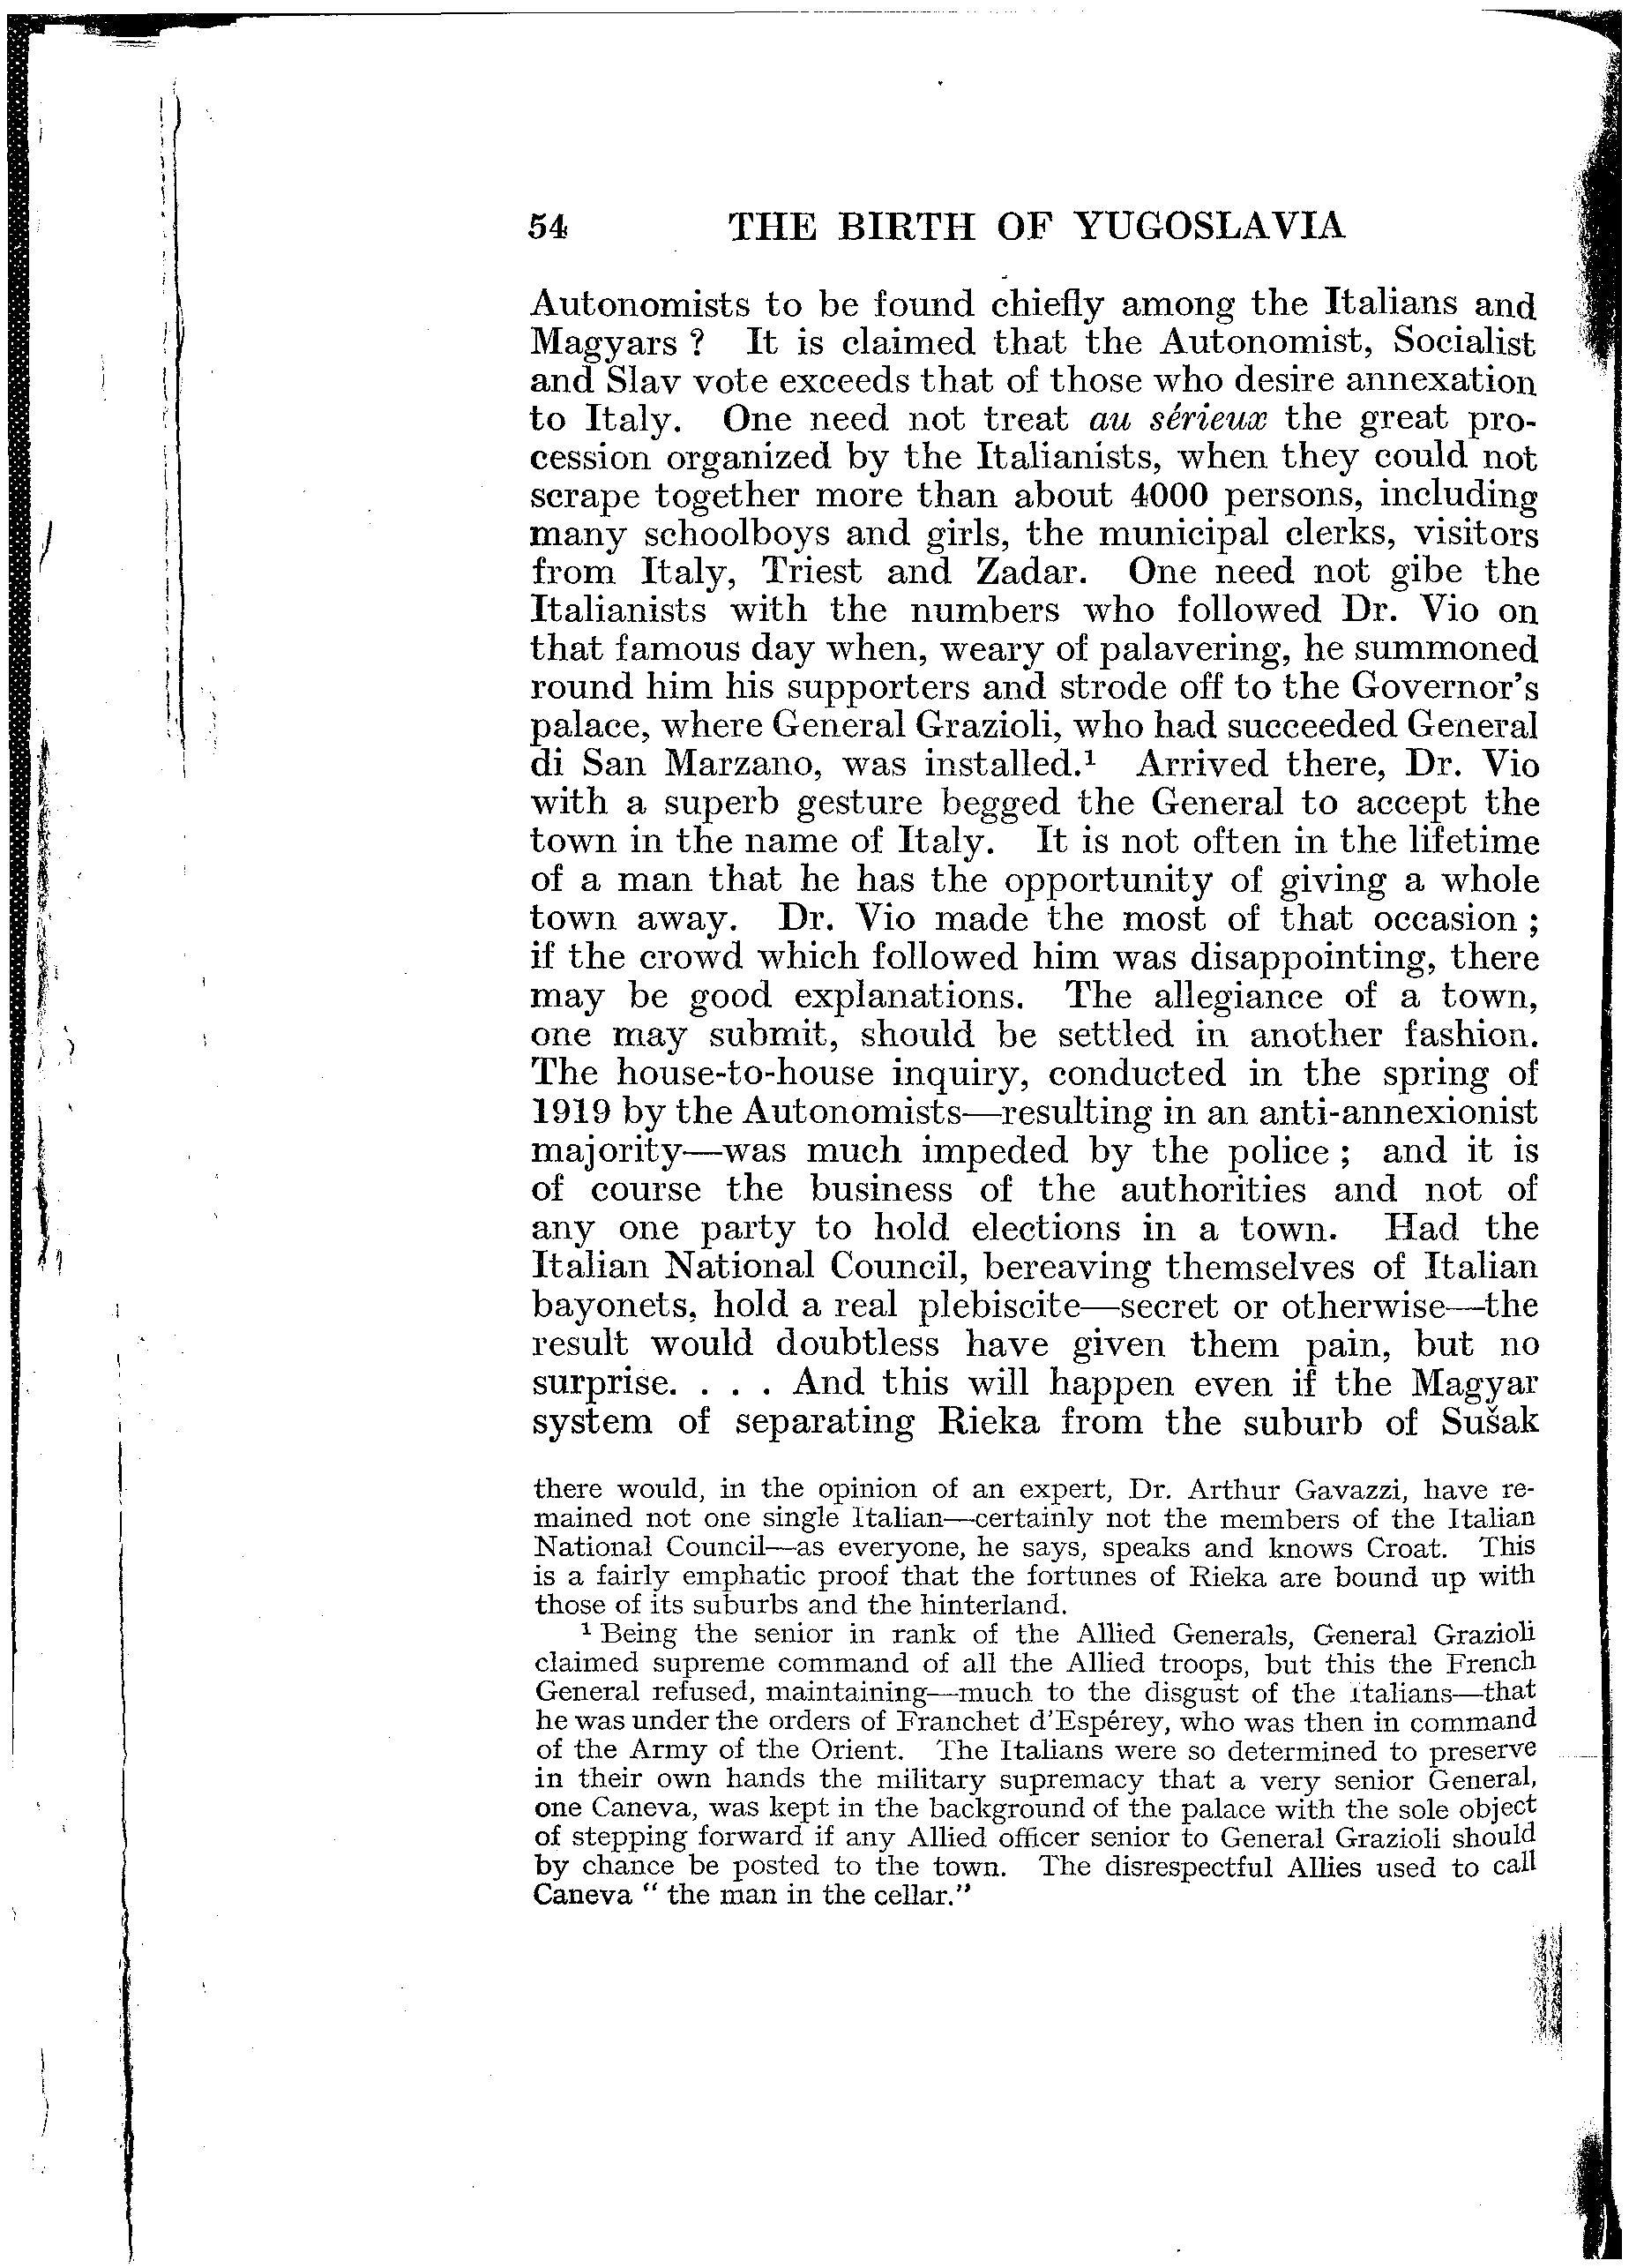 54 THE BIRTH OF YUGOSLAVIA
Autonomists to be found chiefly among the Italians and
Magyars ? It is claimed that the Autonomist, Socialist
and Slav vote exceeds that of those who desire annexation
to Italy. One need not treat au sérieux the great pro-
cession organized by the Italianists, when they could not
scrape together more than about 4000 persons, including
many schoolboys and girls, the municipal clerks, visitors
from Italy, Triest and Zadar. One need not gibe the
Italianists with the numbers who followed Dr. Vio on
that famous day when, weary of palavering, he summoned
round him his supporters and strode off to the Governor's
palace, where General Grazioli, who had succeeded General
di San Marzano, was installed.¹ Arrived there, Dr. Vio
with a superb gesture begged the General to accept the
town in the name of Italy. It is not often in the lifetime
of a man that he has the opportunity of giving a whole
town away. Dr. Vio made the most of that occasion ;
if the crowd which followed him was disappointing, there
may be good explanations. The allegiance of a town,
one may submit, should be settled in another fashion.
The house-to-house inquiry, conducted in the spring of
1919 by the Autonomists—resulting in an anti-annexionist
majority—was much impeded by the police ; and it is
of course the business of the authorities and not of
any one party to hold elections in a town. Had the
Italian National Council, bereaving themselves of Italian
bayonets, hold a real plebiscite—secret or otherwise—the
result would doubtless have given them pain, but no
surprise. . . . And this will happen even if the Magyar
system of separating Rieka from the suburb of Sušak
there would, in the opinion of an expert, Dr. Arthur Gavazzi, have re-
mained not one single Italian—certainly not the members of the Italian
National Council—as everyone, he says, speaks and knows Croat. This
is a fairly emphatic proof that the fortunes of Rieka are bound up with
those of its suburbs and the hinterland.
¹ Being the senior in rank of the Allied Generals, General Grazioli
claimed supreme command of all the Allied troops, but this the French
General refused, maintaining—much to the disgust of the Italians—that
he was under the orders of Franchet d'Espérey, who was then in command
of the Army of the Orient. The Italians were so determined to preserve
in their own hands the military supremacy that a very senior General,
one Caneva, was kept in the background of the palace with the sole object
of stepping forward if any Allied officer senior to General Grazioli should
by chance be posted to the town. The disrespectful Allies used to call
Caneva " the man in the cellar."